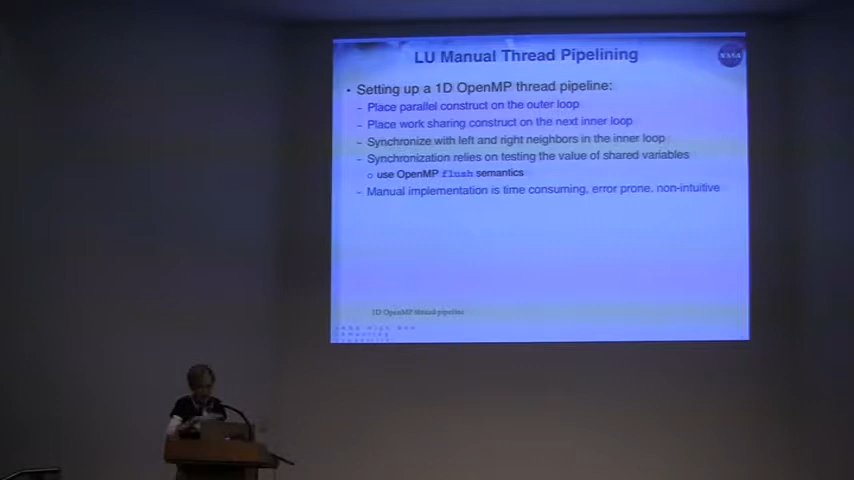 LU Manual Thread Pipelining
NASA
• Setting up a 1D OpenMP thread pipeline:
– Place parallel construct on the outer loop
– Place work sharing construct on the next inner loop
– Synchronize with left and right neighbors in the inner loop
– Synchronization relies on testing the value of shared variables
o use OpenMP flush semantics
– Manual implementation is time consuming, error prone, non-intuitive
1D OpenMP thread pipeline